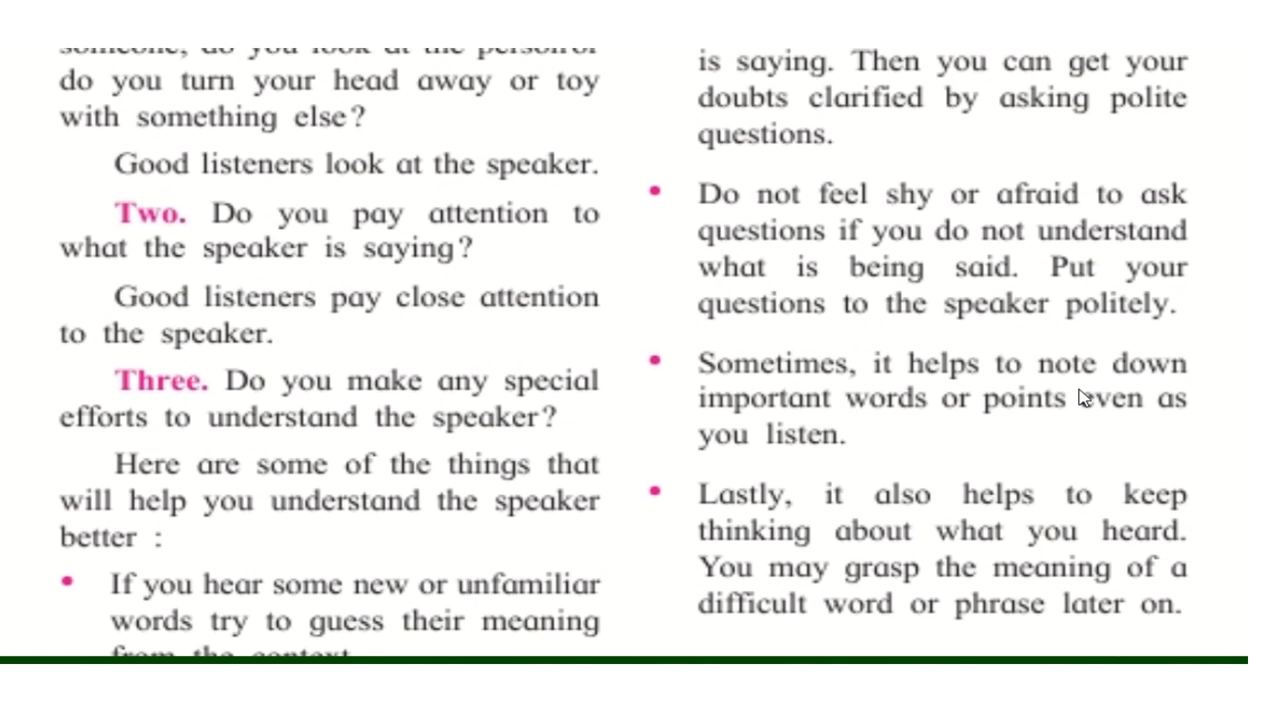 do you turn your head away or toy
with something else?
Good listeners look at the speaker.
Two. Do you pay attention to
what the speaker is saying?
Good listeners pay close attention
to the speaker.
Three. Do you make any special
efforts to understand the speaker?
Here are some of the things that
will help you understand the speaker
better :
• If you hear some new or unfamiliar
words try to guess their meaning
from the context
is saying. Then you can get your
doubts clarified by asking polite
questions.
• Do not feel shy or afraid to ask
questions if you do not understand
what is being said. Put your
questions to the speaker politely.
• Sometimes, it helps to note down
important words or points even as
you listen.
• Lastly, it also helps to keep
thinking about what you heard.
You may grasp the meaning of a
difficult word or phrase later on.